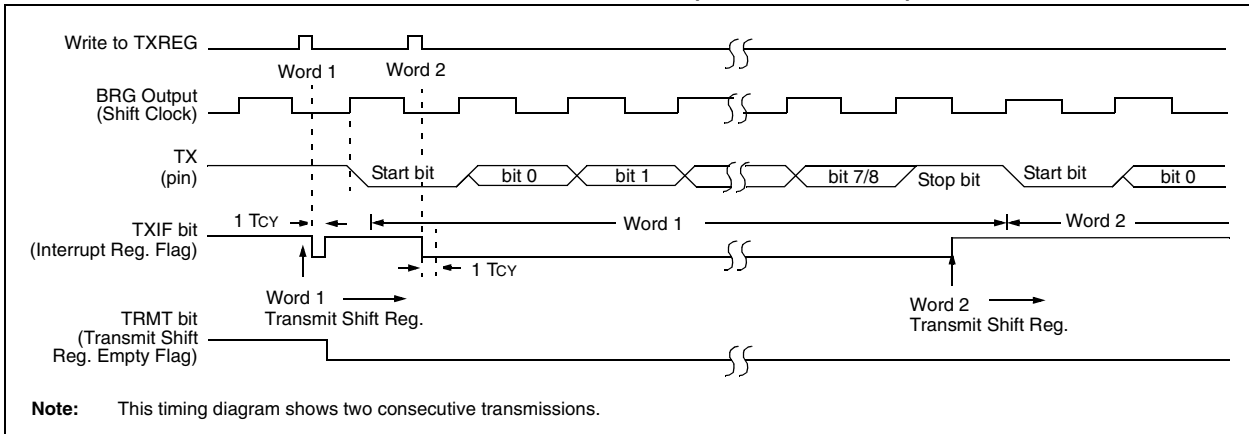 Write to TXREG
Word 1
Word 2
BRG Output
(Shift Clock)
TX
(pin)
Start bit
bit 0
bit 1
bit 7/8
Stop bit
Start bit
bit 0
1 TCY
TXIF bit
(Interrupt Reg. Flag)
Word 1
Word 2
1 TCY
Word 1
Transmit Shift Reg.
Word 2
Transmit Shift Reg.
TRMT bit
(Transmit Shift
Reg. Empty Flag)
Note: This timing diagram shows two consecutive transmissions.